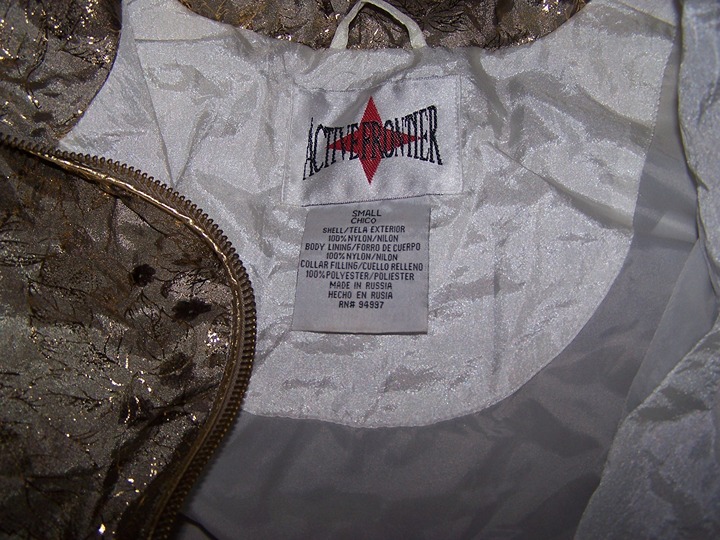 ACTIVE FRONTIER
SMALL
CHICO
SHELL/TELA EXTERIOR
100% NYLON/NILON
BODY LINING/FORRO DE CUERPO
100% NYLON/NILON
COLLAR FILLING/CUELLO RELLENO
100% POLYESTER/POLIESTER
MADE IN RUSSIA
HECHO EN RUSIA
RN# 94997